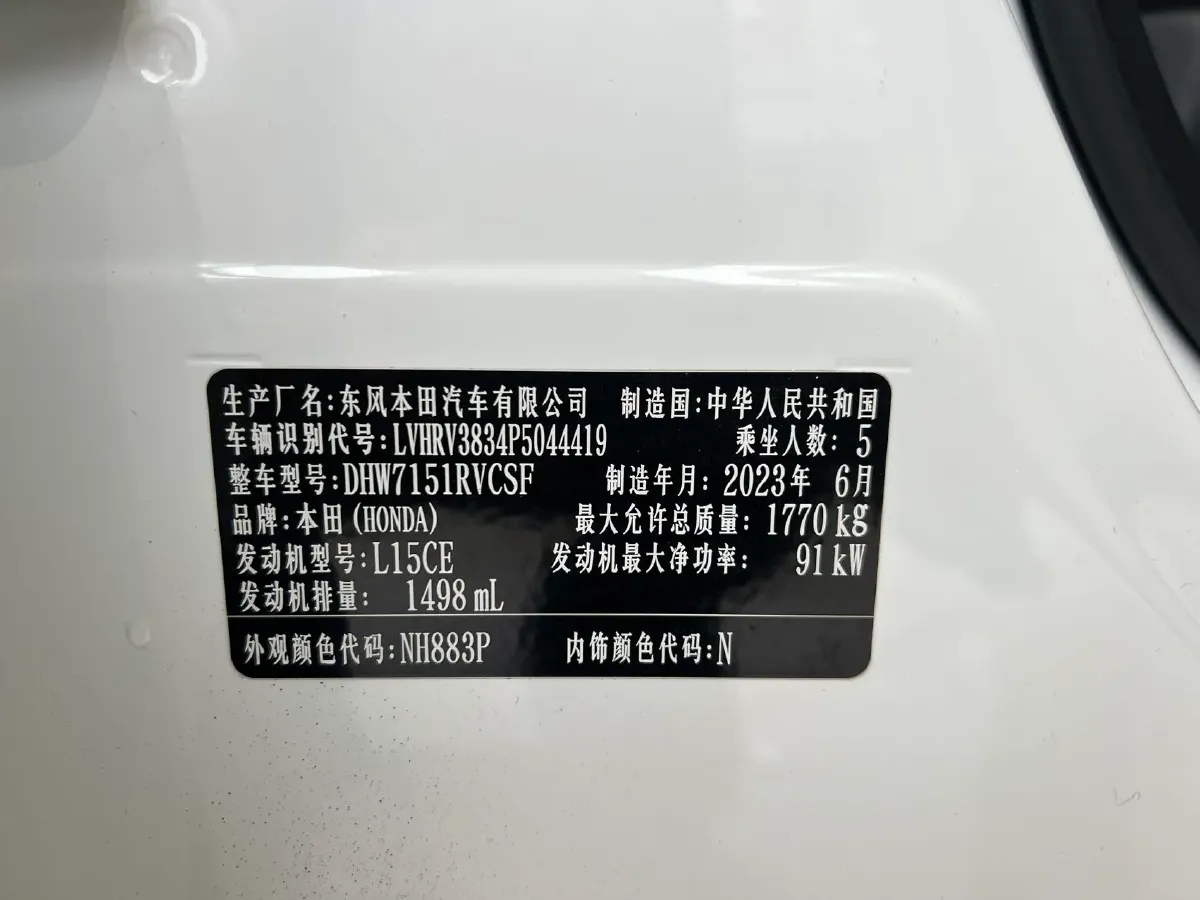 生产厂名:东风本田汽车有限公司 制造国:中华人民共和国
车辆识别代号:LVHRV3834P5044419 乘坐人数: 5
整车型号:DHW7151RVCSF 制造年月: 2023年 6月
品牌:本田(HONDA) 最大允许总质量: 1770 kg
发动机型号:L15CE 发动机最大净功率: 91 kW
发动机排量: 1498 mL
外观颜色代码:NH883P 内饰颜色代码:N